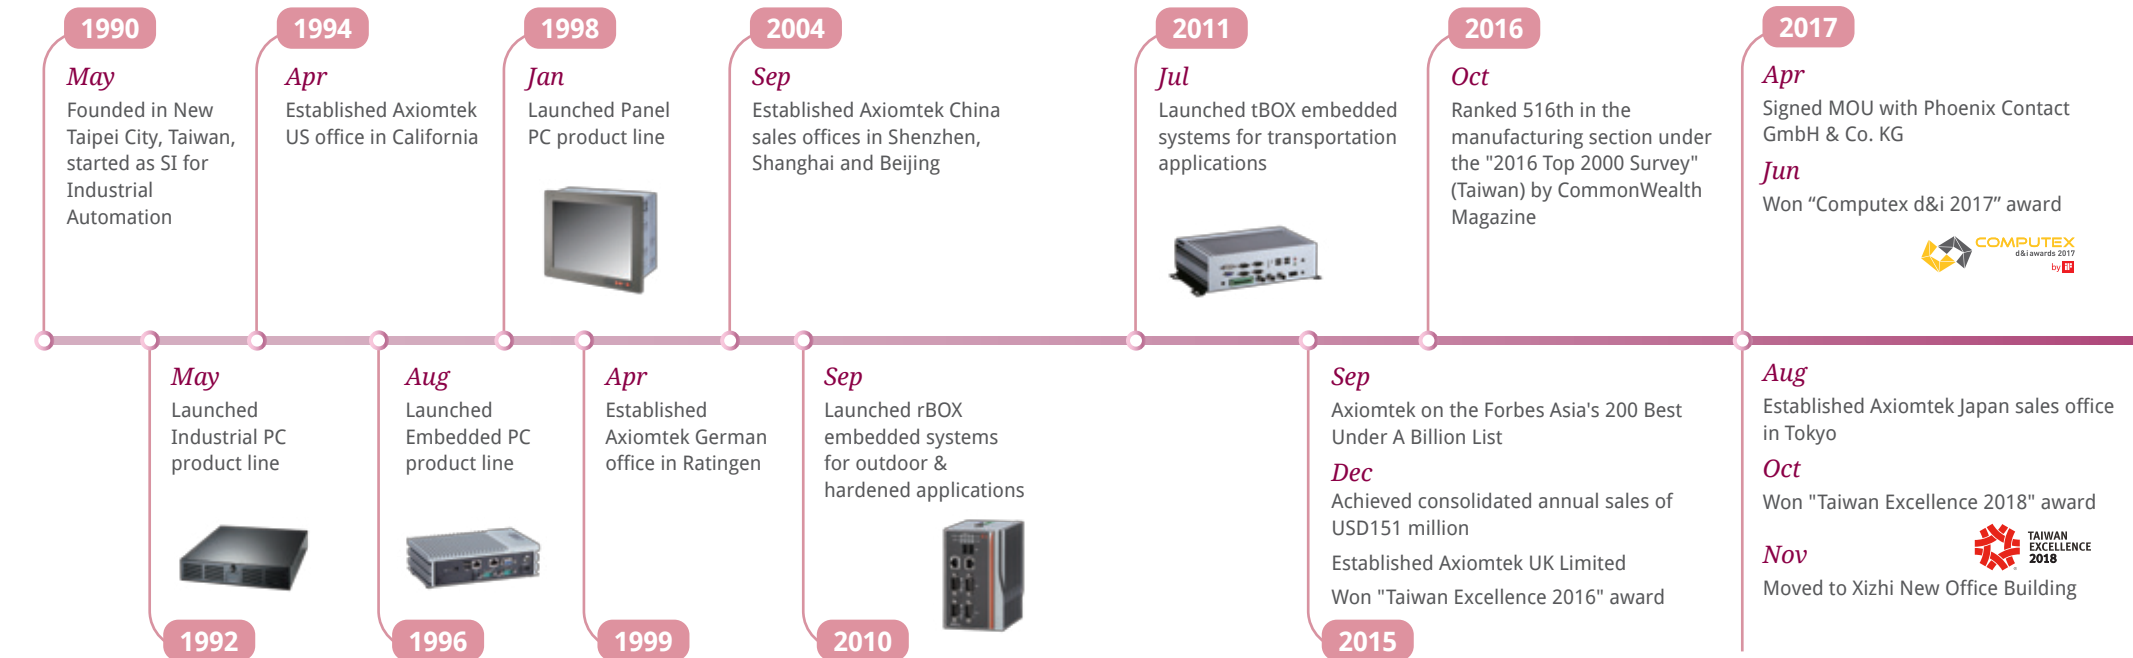 1990
May
Founded in New
Taipei City, Taiwan,
started as SI for
Industrial
Automation
1994
Apr
Established Axiomtek
US office in California
1998
Jan
Launched Panel
PC product line
2004
Sep
Established Axiomtek China
sales offices in Shenzhen,
Shanghai and Beijing
2011
Jul
Launched tBOX embedded
systems for transportation
applications
2016
Oct
Ranked 516th in the
manufacturing section under
the "2016 Top 2000 Survey"
(Taiwan) by CommonWealth
Magazine
2017
Apr
Signed MOU with Phoenix Contact
GmbH & Co. KG
Jun
Won “Computex d&i 2017” award
COMPUTEX
d&i awards 2017
by iF
May
Launched
Industrial PC
product line
1992
Aug
Launched
Embedded PC
product line
1996
Apr
Established
Axiomtek German
office in Ratingen
1999
Sep
Launched rBOX
embedded systems
for outdoor &
hardened applications
2010
Sep
Axiomtek on the Forbes Asia's 200 Best
Under A Billion List
Dec
Achieved consolidated annual sales of
USD151 million
Established Axiomtek UK Limited
Won "Taiwan Excellence 2016" award
2015
Aug
Established Axiomtek Japan sales office
in Tokyo
Oct
Won "Taiwan Excellence 2018" award
TAIWAN
EXCELLENCE
2018
Nov
Moved to Xizhi New Office Building